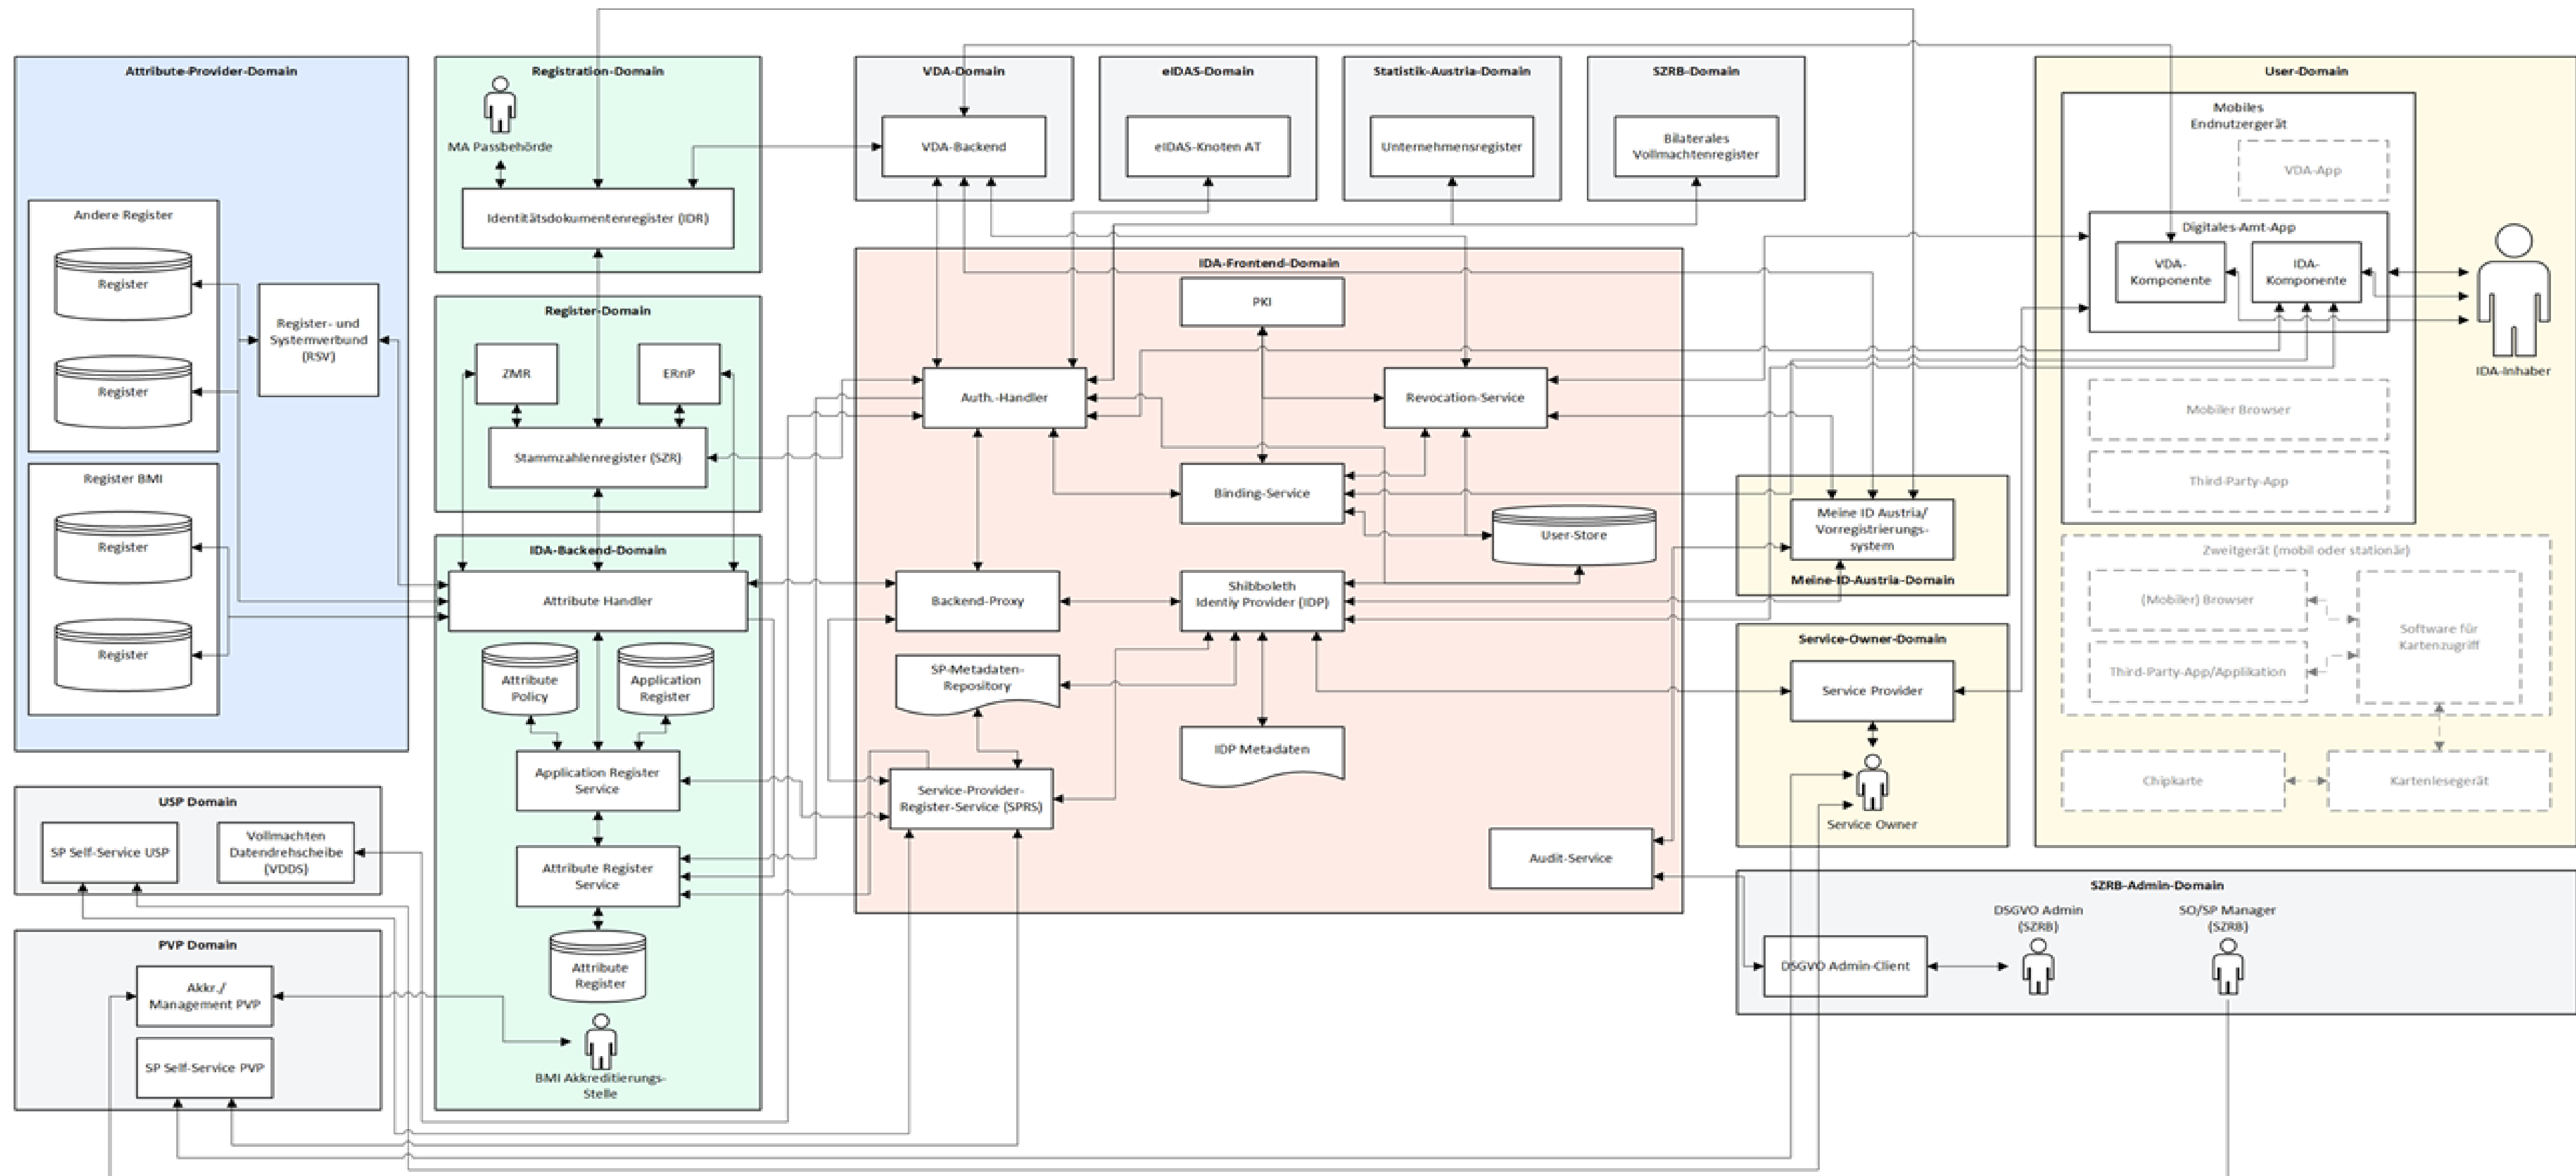 Attribute-Provider-Domain
Andere Register
Register
Register
Register- und
Systemverbund
(RSV)
Register BMI
Register
Register
USP Domain
SP Self-Service USP
Vollmachten
Datendrehscheibe
(VDDS)
PVP Domain
Akkr./
Management PVP
SP Self-Service PVP
Registration-Domain
MA Passbehörde
Identitätsdokumentenregister (IDR)
Register-Domain
ZMR
ERnP
Stammzahlenregister (SZR)
IDA-Backend-Domain
Attribute Handler
Attribute
Policy
Application
Register
Application Register
Service
Attribute Register
Service
Attribute
Register
BMI Akkreditierungs-
Stelle
VDA-Domain
VDA-Backend
eIDAS-Domain
eIDAS-Knoten AT
Statistik-Austria-Domain
Unternehmensregister
SZRB-Domain
Bilaterales
Vollmachtenregister
IDA-Frontend-Domain
PKI
Auth.-Handler
Revocation-Service
Binding-Service
User-Store
Backend-Proxy
Shibboleth
Identiy Provider (IDP)
SP-Metadaten-
Repository
IDP Metadaten
Service-Provider-
Register-Service (SPRS)
Audit-Service
Meine ID Austria/
Vorregistrierungs-
system
Meine-ID-Austria-Domain
Service-Owner-Domain
Service Provider
Service Owner
User-Domain
Mobiles
Endnutzergerät
VDA-App
Digitales-Amt-App
VDA-
Komponente
IDA-
Komponente
IDA-Inhaber
Mobiler Browser
Third-Party-App
Zweitgerät (mobil oder stationär)
(Mobiler) Browser
Third-Party-App/Applikation
Software für
Kartenzugriff
Chipkarte
Kartenlesegerät
SZRB-Admin-Domain
DSGVO Admin-Client
DSGVO Admin
(SZRB)
SO/SP Manager
(SZRB)